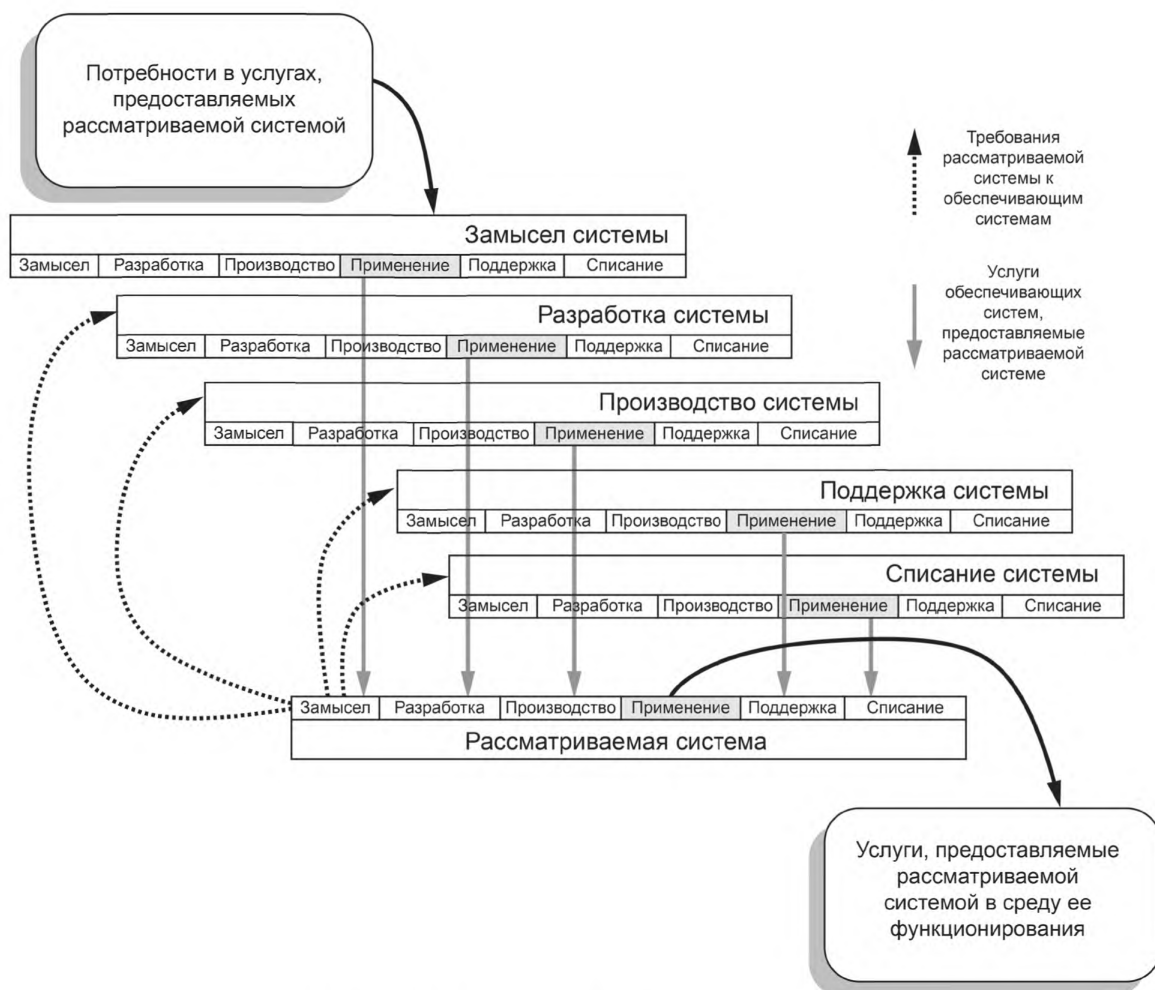 Потребности в услугах,
предоставляемых
рассматриваемой системой
Требования
рассматриваемой
системы к
обеспечивающим
системам
Услуги
обеспечивающих
систем,
предоставляемые
рассматриваемой
системе
Замысел системы
Замысел Разработка Производство Применение Поддержка Списание
Разработка системы
Замысел Разработка Производство Применение Поддержка Списание
Производство системы
Замысел Разработка Производство Применение Поддержка Списание
Поддержка системы
Замысел Разработка Производство Применение Поддержка Списание
Списание системы
Замысел Разработка Производство Применение Поддержка Списание
Замысел Разработка Производство Применение Поддержка Списание
Рассматриваемая система
Услуги, предоставляемые
рассматриваемой
системой в среду ее
функционирования